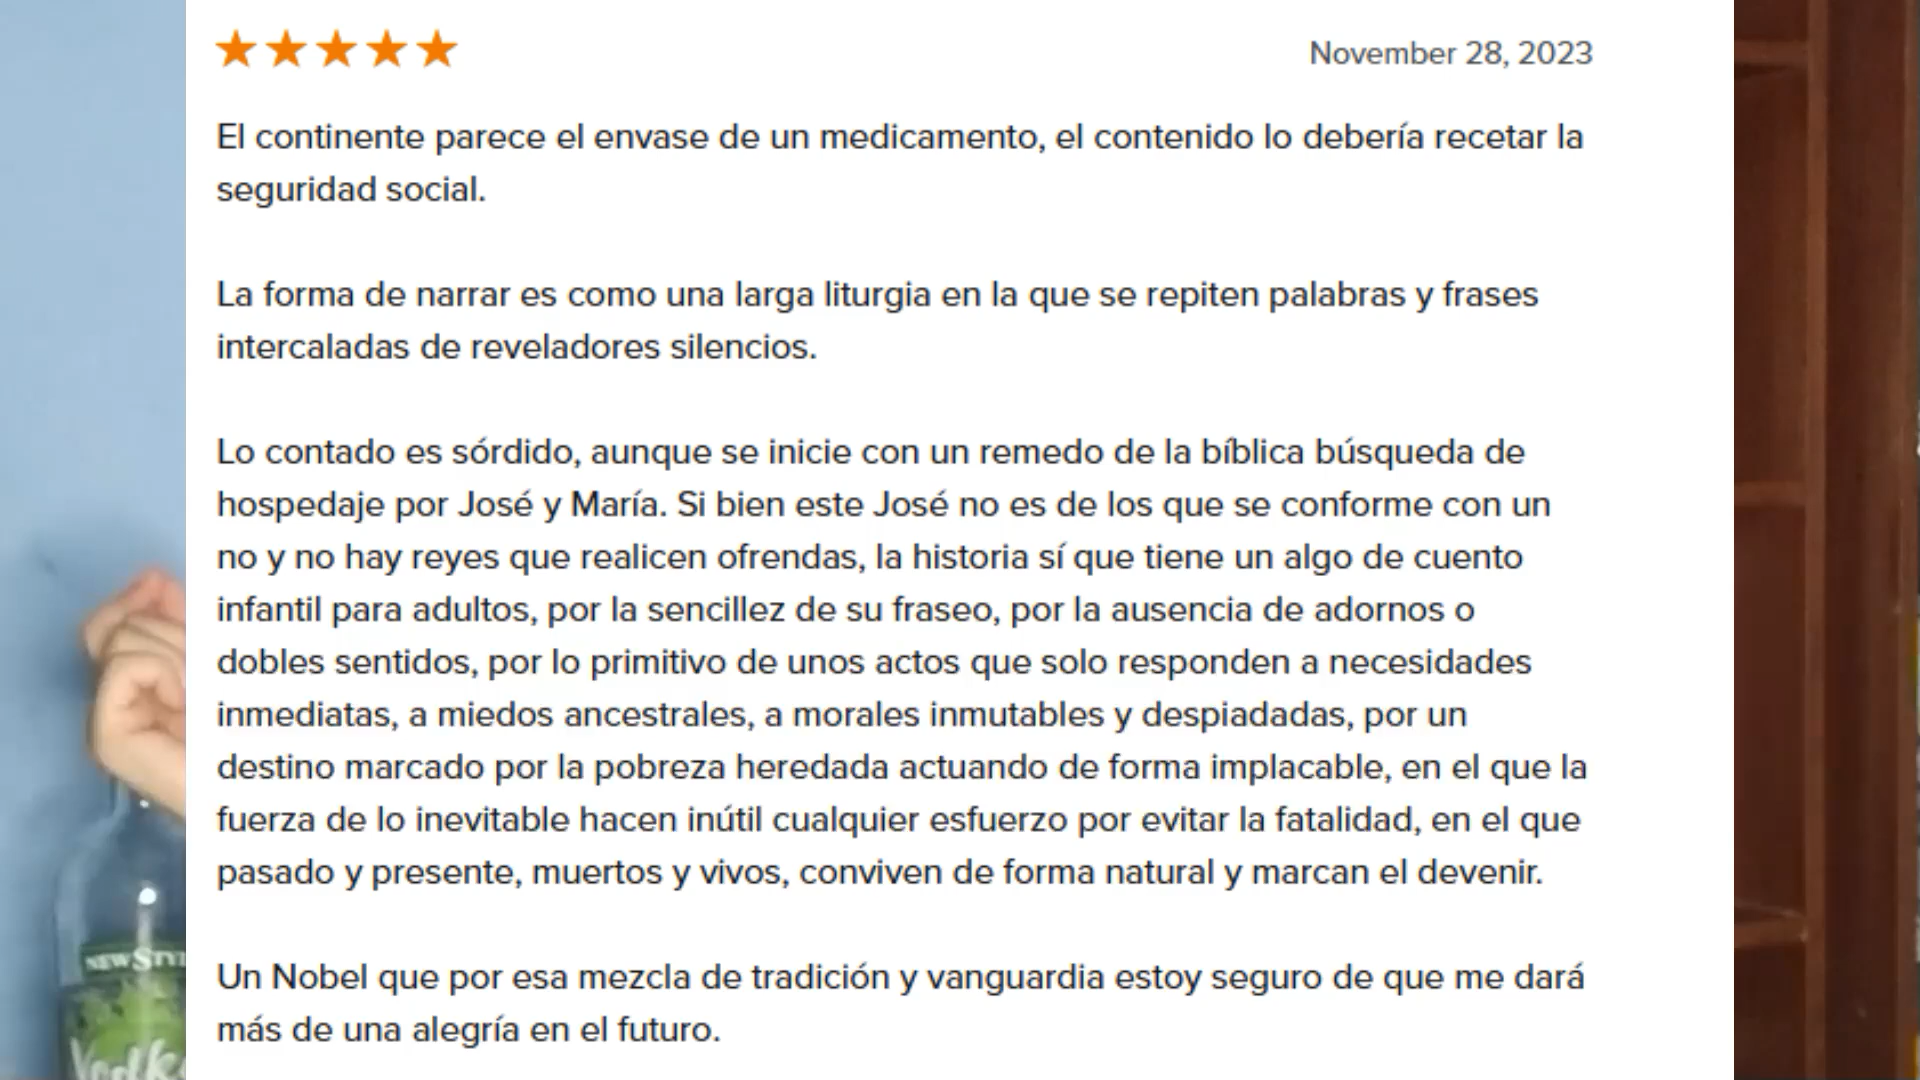 November 28, 2023
El continente parece el envase de un medicamento, el contenido lo debería recetar la
seguridad social.
La forma de narrar es como una larga liturgia en la que se repiten palabras y frases
intercaladas de reveladores silencios.
Lo contado es sórdido, aunque se inicie con un remedo de la bíblica búsqueda de
hospedaje por José y María. Si bien este José no es de los que se conforme con un
no y no hay reyes que realicen ofrendas, la historia sí que tiene un algo de cuento
infantil para adultos, por la sencillez de su fraseo, por la ausencia de adornos o
dobles sentidos, por lo primitivo de unos actos que solo responden a necesidades
inmediatas, a miedos ancestrales, a morales inmutables y despiadadas, por un
destino marcado por la pobreza heredada actuando de forma implacable, en el que la
fuerza de lo inevitable hacen inútil cualquier esfuerzo por evitar la fatalidad, en el que
pasado y presente, muertos y vivos, conviven de forma natural y marcan el devenir.
Un Nobel que por esa mezcla de tradición y vanguardia estoy seguro de que me dará
más de una alegría en el futuro.
NEW